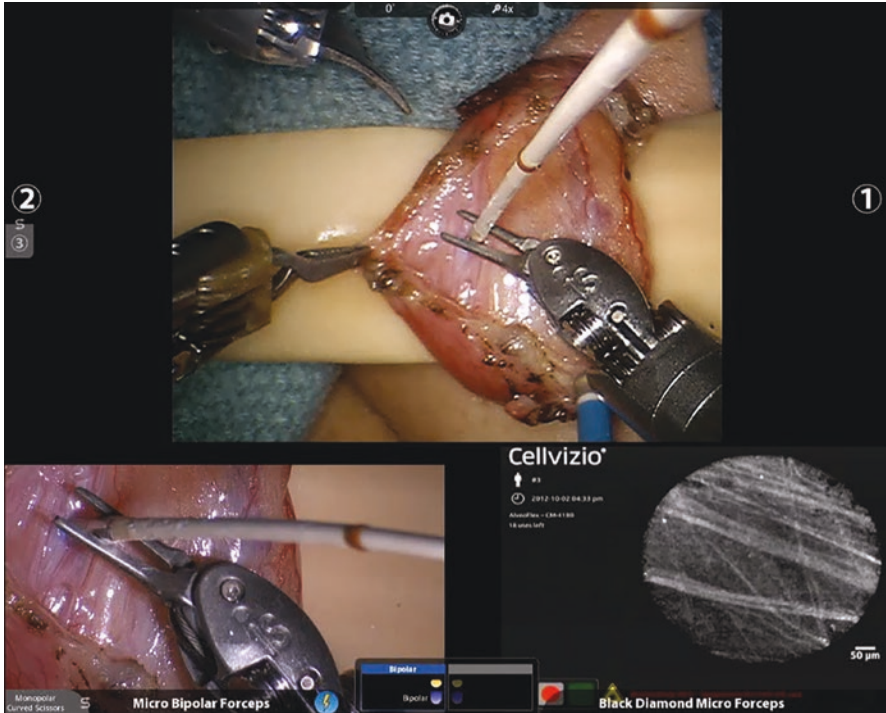 0°
4x
2
1
S
3
Cellvizio
#3
2012-10-02 04:33 pm
AlveoFlex - CM-4180
18 uses left
50 µm
Bipolar
Bipolar
Monopolar
Curved Scissors
S
Micro Bipolar Forceps
Black Diamond Micro Forceps